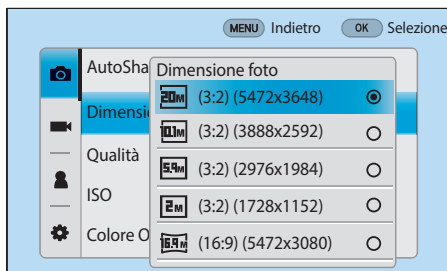 MENU Indietro OK Selezione
AutoSha
Dimensione foto
Dimensi
20M (3:2) (5472x3648)
10.1M (3:2) (3888x2592)
Qualità
5.9M (3:2) (2976x1984)
ISO
2M (3:2) (1728x1152)
Colore O
16.9M (16:9) (5472x3080)